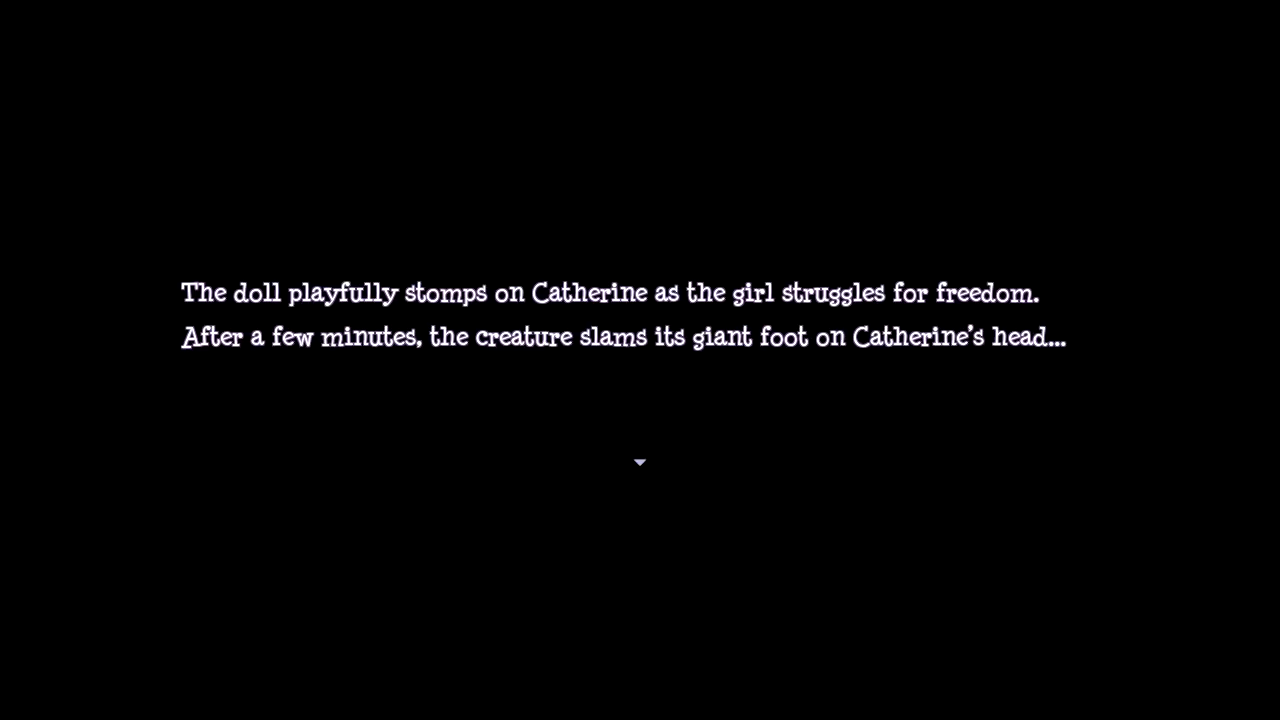 The doll playfully stomps on Catherine as the girl struggles for freedom.
After a few minutes, the creature slams its giant foot on Catherine's head...